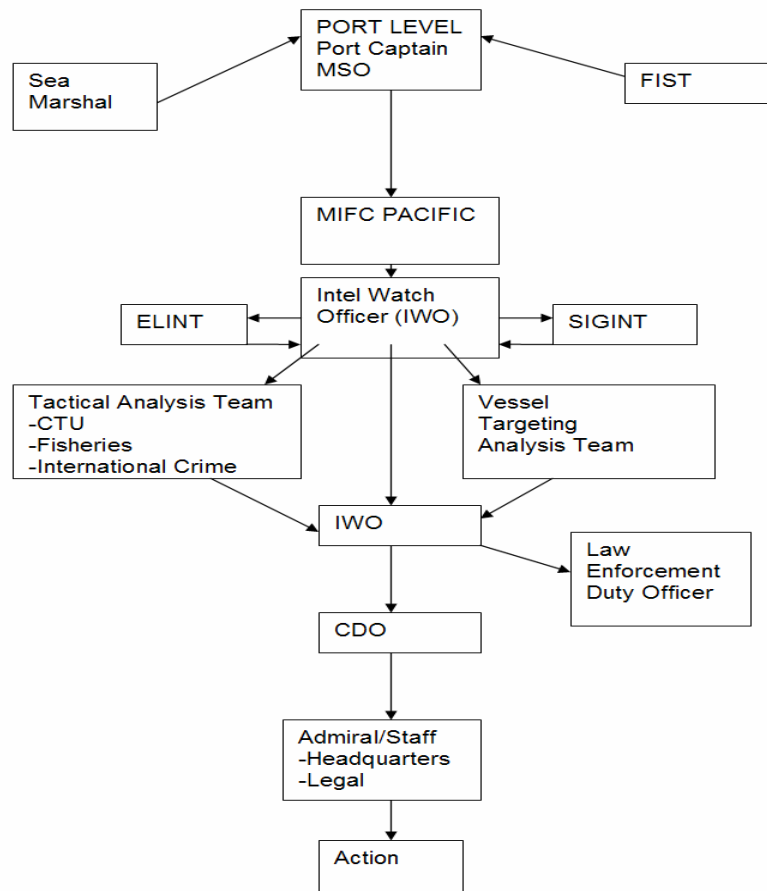 PORT LEVEL
Port Captain
MSO
Sea
Marshal
FIST
MIFC PACIFIC
Intel Watch
Officer (IWO)
ELINT
SIGINT
Tactical Analysis Team
-CTU
-Fisheries
-International Crime
Vessel
Targeting
Analysis Team
IWO
Law
Enforcement
Duty Officer
CDO
Admiral/Staff
-Headquarters
-Legal
Action